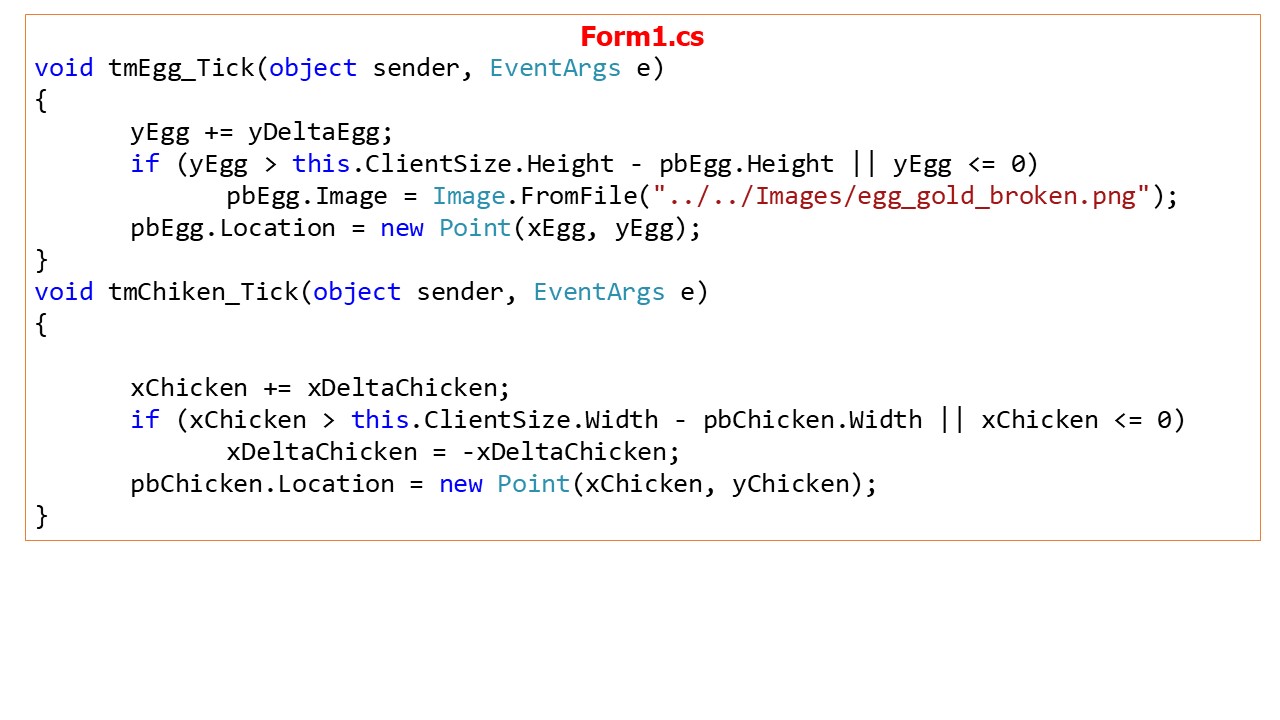 Form1.cs
void tmEgg_Tick(object sender, EventArgs e)
{
yEgg += yDeltaEgg;
if (yEgg > this.ClientSize.Height - pbEgg.Height || yEgg <= 0)
pbEgg.Image = Image.FromFile("../../Images/egg_gold_broken.png");
pbEgg.Location = new Point(xEgg, yEgg);
}
void tmChiken_Tick(object sender, EventArgs e)
{
xChicken += xDeltaChicken;
if (xChicken > this.ClientSize.Width - pbChicken.Width || xChicken <= 0)
xDeltaChicken = -xDeltaChicken;
pbChicken.Location = new Point(xChicken, yChicken);
}